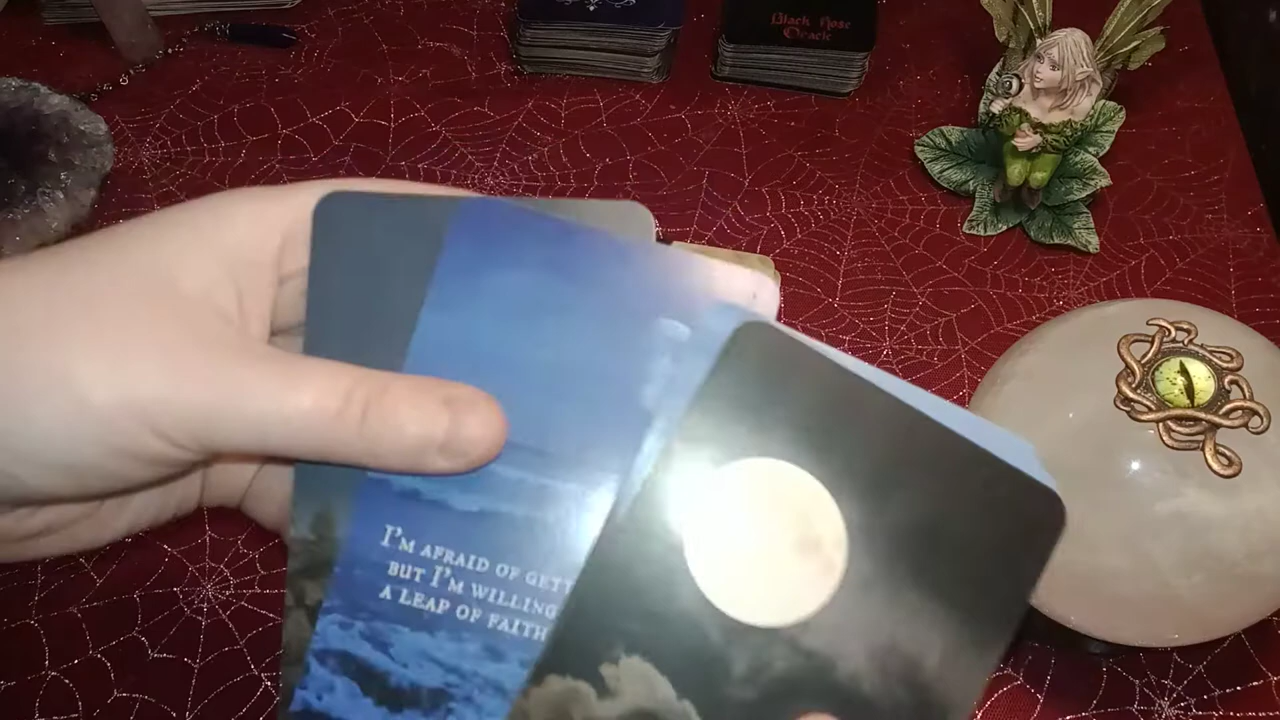 Black Rose
Oracle
I'M AFRAID OF GETT
BUT I'M WILLING
A LEAP OF FAITH